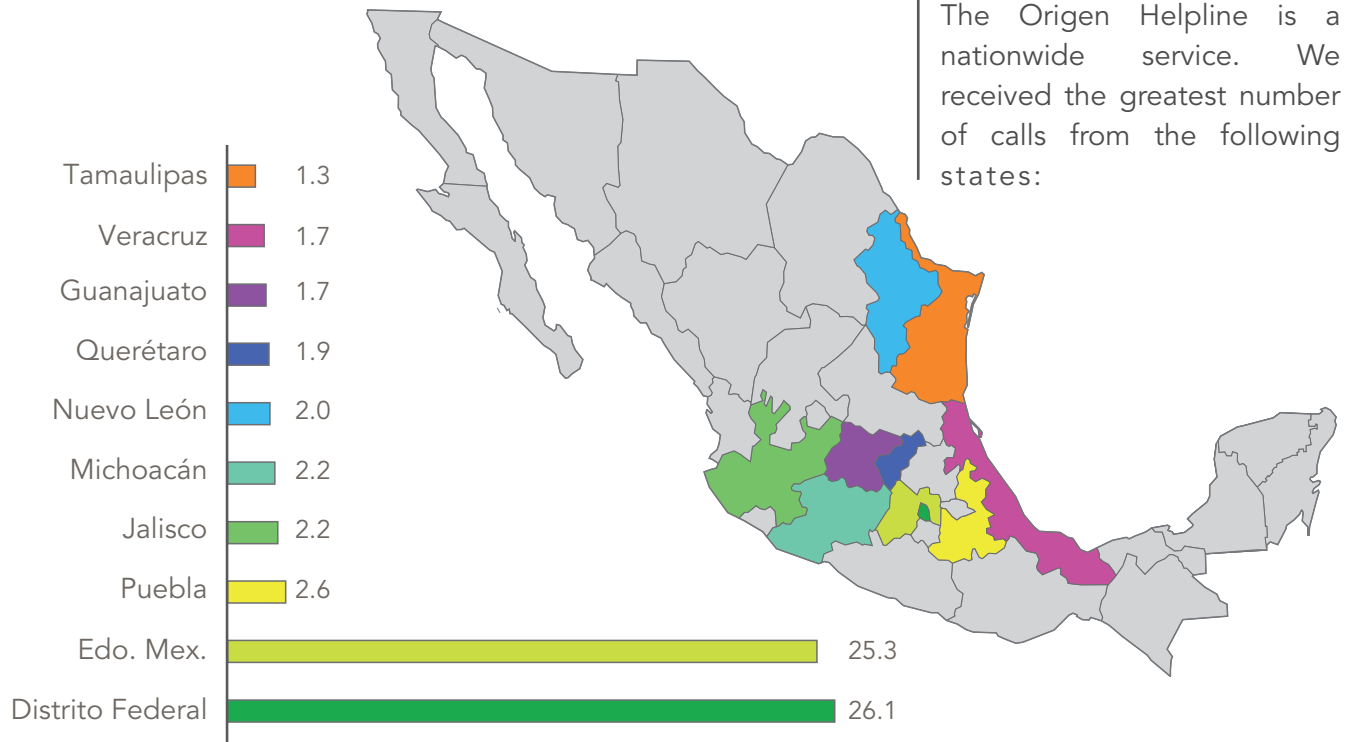 The Origen Helpline is a
nationwide service. We
received the greatest number
of calls from the following
states:
Tamaulipas 1.3
Veracruz 1.7
Guanajuato 1.7
Querétaro 1.9
Nuevo León 2.0
Michoacán 2.2
Jalisco 2.2
Puebla 2.6
Edo. Mex. 25.3
Distrito Federal 26.1